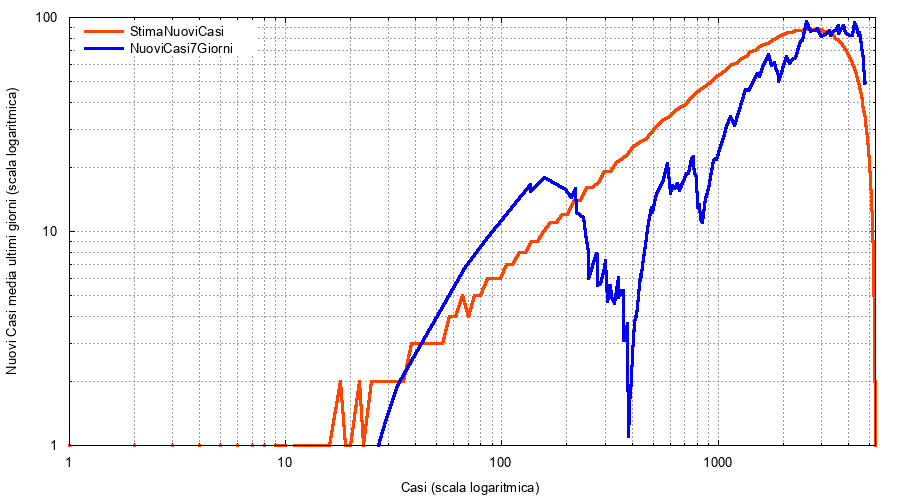 100
StimaNuoviCasi
NuoviCasi7Giorni
Nuovi Casi media ultimi giorni (scala logaritmica)
10
1
1
10
100
1000
Casi (scala logaritmica)